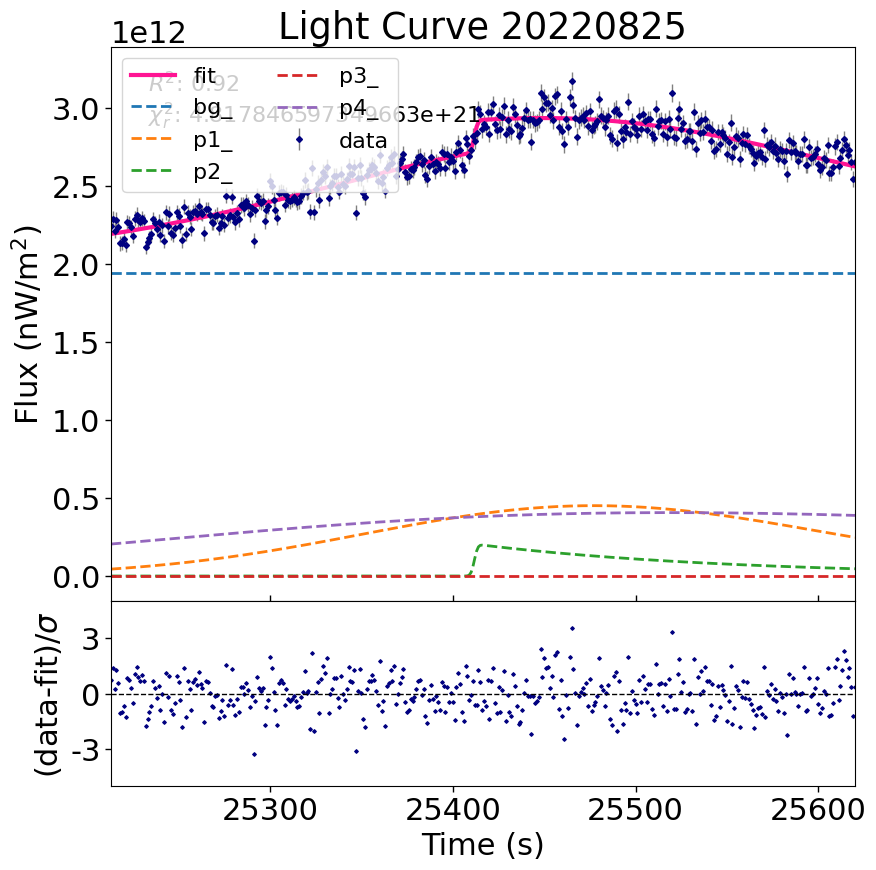 Light Curve 20220825
1e12
R²: 0.92
fit
bg_
p1_
p2_
p3_
p4_
data
3.0
2.5
2.0
1.5
1.0
0.5
0.0
Flux (nW/m²)
3
0
-3
(data-fit)/σ
25300
25400
25500
25600
Time (s)